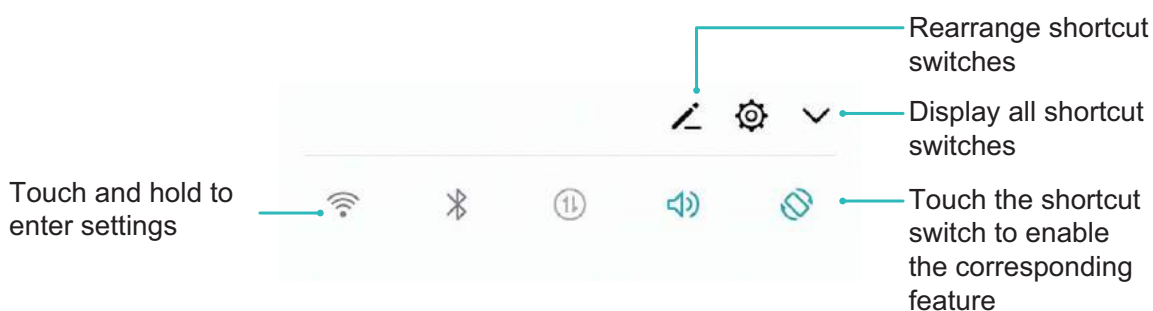 Rearrange shortcut
switches
Display all shortcut
switches
Touch and hold to
enter settings
Touch the shortcut
switch to enable
the corresponding
feature